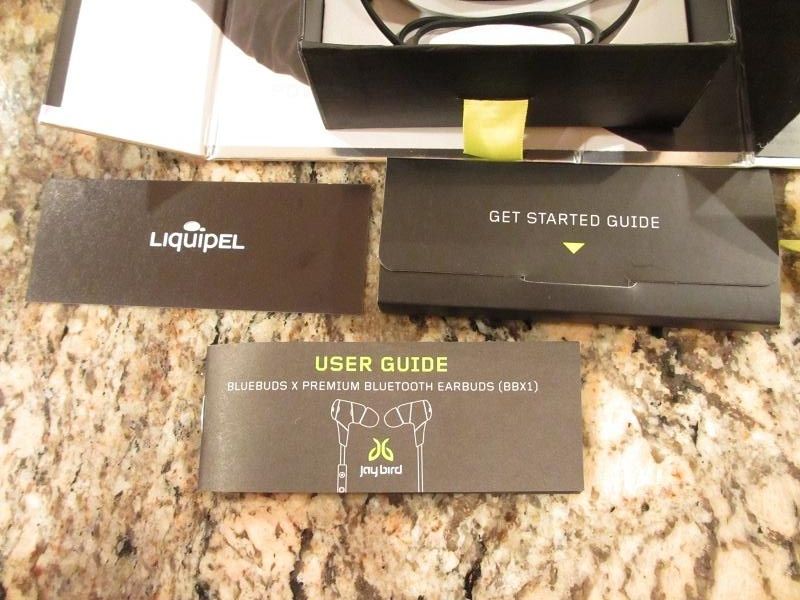 LIQUIPEL
GET STARTED GUIDE
USER GUIDE
BLUEBUDS X PREMIUM BLUETOOTH EARBUDS (BBX1)
jaybird